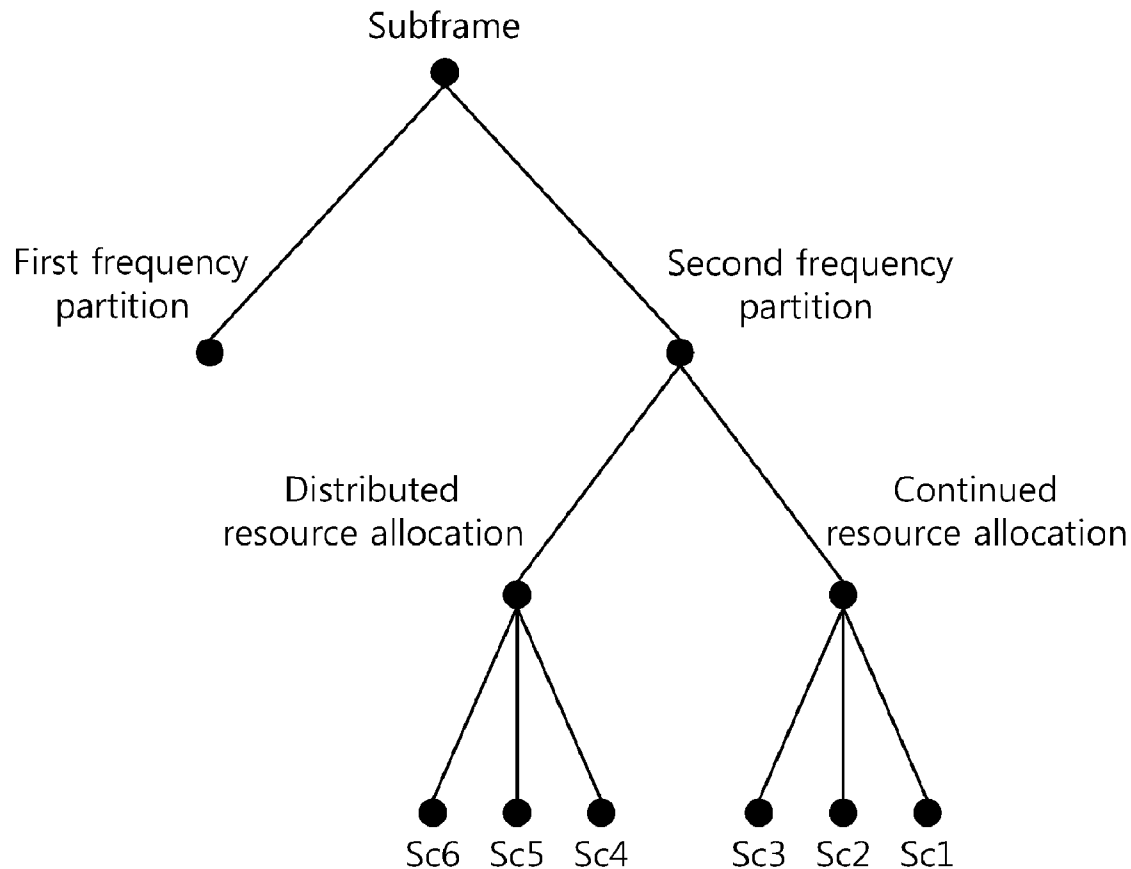 Subframe
First frequency
partition
Second frequency
partition
Distributed
resource allocation
Continued
resource allocation
Sc6 Sc5 Sc4 Sc3 Sc2 Sc1